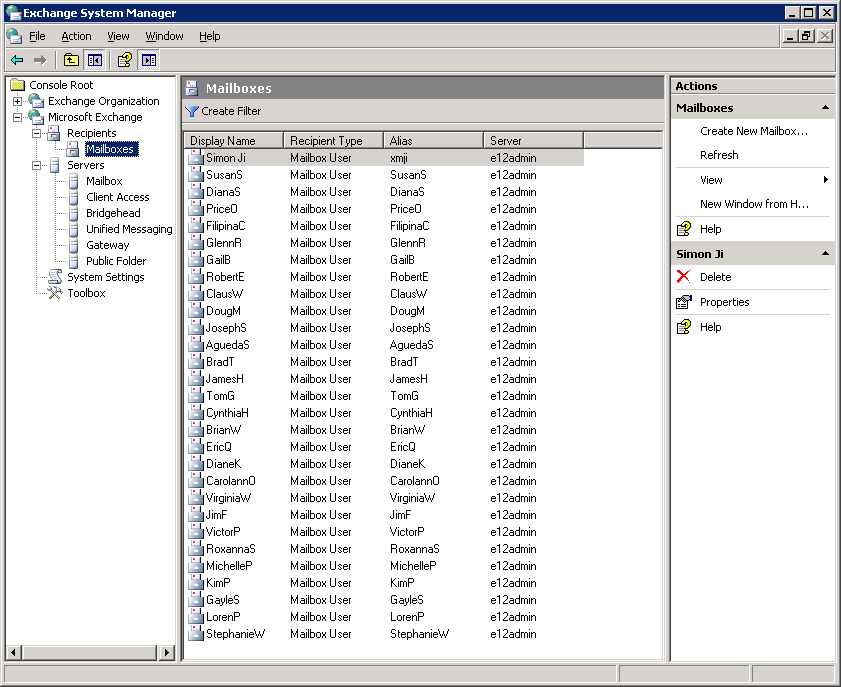 Exchange System Manager
File Action View Window Help
Console Root
Exchange Organization
Microsoft Exchange
Recipients
Mailboxes
Servers
Mailbox
Client Access
Bridgehead
Unified Messaging
Gateway
Public Folder
System Settings
Toolbox
Mailboxes
Create Filter
Display Name Recipient Type Alias Server
Simon Ji Mailbox User xmji e12admin
SusanS Mailbox User SusanS e12admin
DianaS Mailbox User DianaS e12admin
PriceO Mailbox User PriceO e12admin
FilipinaC Mailbox User FilipinaC e12admin
GlennR Mailbox User GlennR e12admin
GailB Mailbox User GailB e12admin
RobertE Mailbox User RobertE e12admin
ClausW Mailbox User ClausW e12admin
DougM Mailbox User DougM e12admin
JosephS Mailbox User JosephS e12admin
AguedaS Mailbox User AguedaS e12admin
BradT Mailbox User BradT e12admin
JamesH Mailbox User JamesH e12admin
TomG Mailbox User TomG e12admin
CynthiaH Mailbox User CynthiaH e12admin
BrianW Mailbox User BrianW e12admin
EricQ Mailbox User EricQ e12admin
DianeK Mailbox User DianeK e12admin
CarolannO Mailbox User CarolannO e12admin
VirginiaW Mailbox User VirginiaW e12admin
JimF Mailbox User JimF e12admin
VictorP Mailbox User VictorP e12admin
RoxannaS Mailbox User RoxannaS e12admin
MichelleP Mailbox User MichelleP e12admin
KimP Mailbox User KimP e12admin
GayleS Mailbox User GayleS e12admin
LorenP Mailbox User LorenP e12admin
StephanieW Mailbox User StephanieW e12admin
Actions
Mailboxes
Create New Mailbox...
Refresh
View
New Window from H...
Help
Simon Ji
Delete
Properties
Help